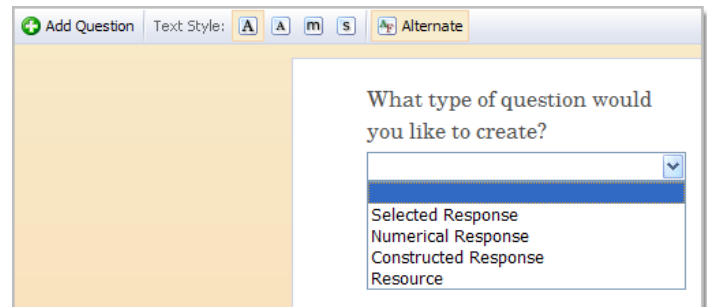 Add Question Text Style: A A m s AF Alternate
What type of question would
you like to create?
Selected Response
Numerical Response
Constructed Response
Resource